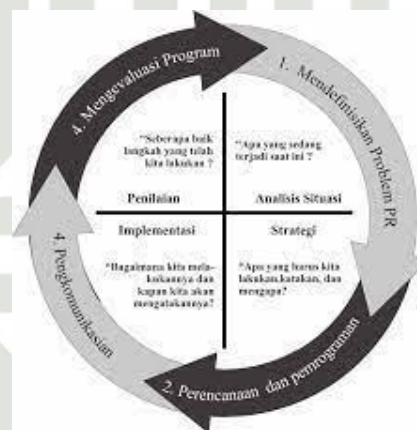 4. Mengevaluasi Program
1. Mendefinisikan Problem PR
"Seberapa baik
langkah yang telah
kita lakukan ?
"Apa yang sedang
terjadi saat ini ?
Penilaian
Analisis Situasi
Implementasi
Strategi
"Bagaimana kita mela-
kukannya dan
kapan kita akan
mengatakannya?
"Apa yang harus kita
lakukan,katakan, dan
mengapa?
4. Pengkomunikasian
2. Perencanaan dan pemrograman